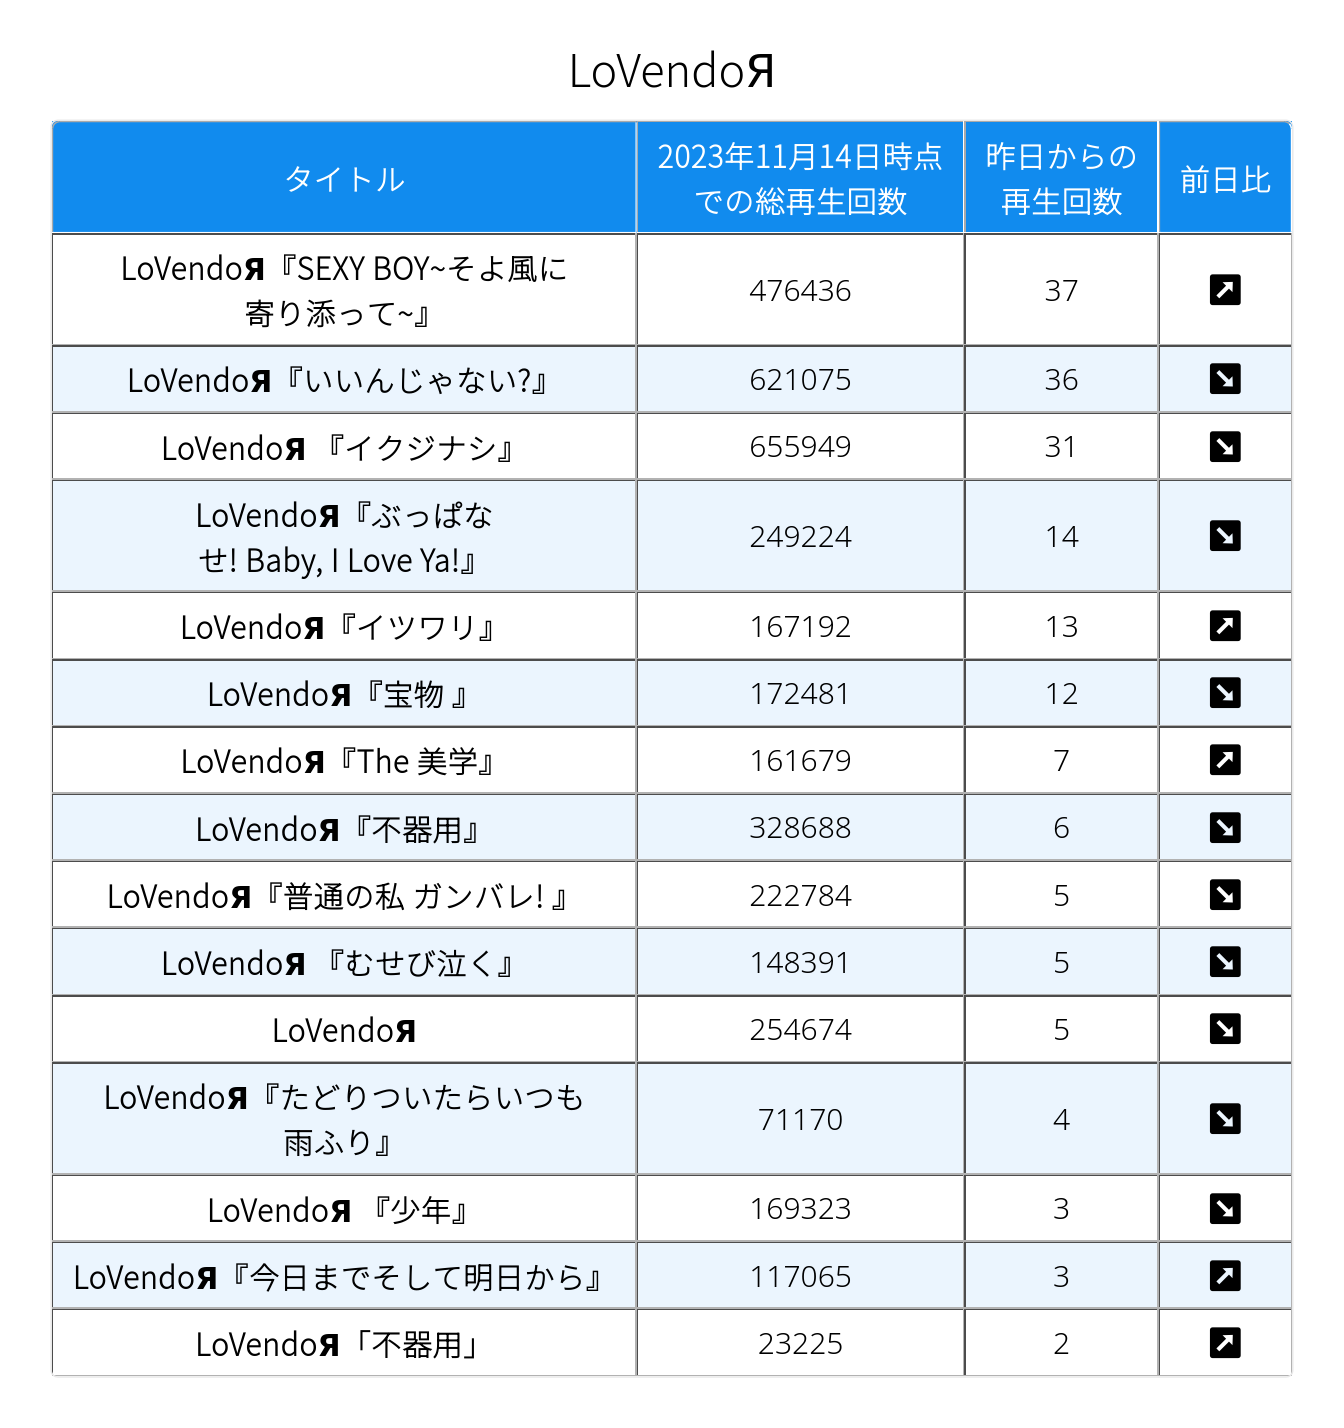 LoVendoЯ
タイトル
2023年11月14日時点
での総再生回数
昨日からの
再生回数
前日比
LoVendoЯ『SEXY BOY~そよ風に
寄り添って~』
476436
37
↗
LoVendoЯ『いいんじゃない?』
621075
36
↘
LoVendoЯ 『イクジナシ』
655949
31
↘
LoVendoЯ『ぶっぱな
せ! Baby, I Love Ya!』
249224
14
↘
LoVendoЯ『イツワリ』
167192
13
↗
LoVendoЯ『宝物 』
172481
12
↘
LoVendoЯ『The 美学』
161679
7
↗
LoVendoЯ『不器用』
328688
6
↘
LoVendoЯ『普通の私 ガンバレ! 』
222784
5
↘
LoVendoЯ 『むせび泣く』
148391
5
↘
LoVendoЯ
254674
5
↘
LoVendoЯ『たどりついたらいつも
雨ふり』
71170
4
↘
LoVendoЯ 『少年』
169323
3
↘
LoVendoЯ『今日までそして明日から』
117065
3
↗
LoVendoЯ「不器用」
23225
2
↗